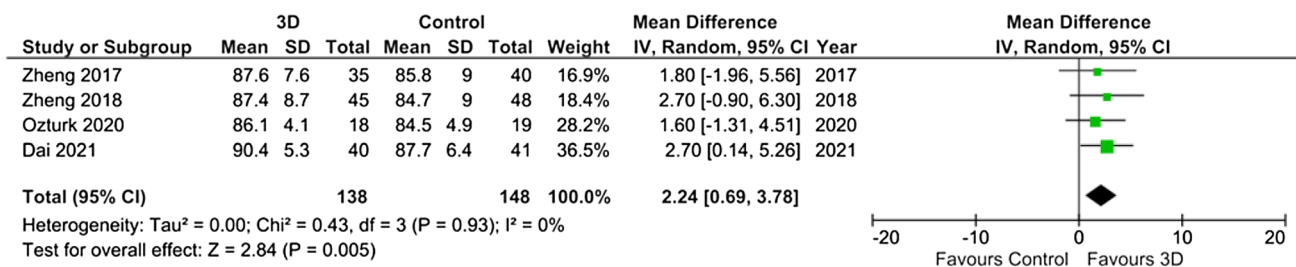 3D Control Mean Difference Mean Difference
Study or Subgroup Mean SD Total Mean SD Total Weight IV, Random, 95% CI Year IV, Random, 95% CI
Zheng 2017 87.6 7.6 35 85.8 9 40 16.9% 1.80 [-1.96, 5.56] 2017
Zheng 2018 87.4 8.7 45 84.7 9 48 18.4% 2.70 [-0.90, 6.30] 2018
Ozturk 2020 86.1 4.1 18 84.5 4.9 19 28.2% 1.60 [-1.31, 4.51] 2020
Dai 2021 90.4 5.3 40 87.7 6.4 41 36.5% 2.70 [0.14, 5.26] 2021
Total (95% CI) 138 148 100.0% 2.24 [0.69, 3.78]
Heterogeneity: Tau² = 0.00; Chi² = 0.43, df = 3 (P = 0.93); I² = 0%
Test for overall effect: Z = 2.84 (P = 0.005)
-20 -10 0 10 20
Favours Control Favours 3D